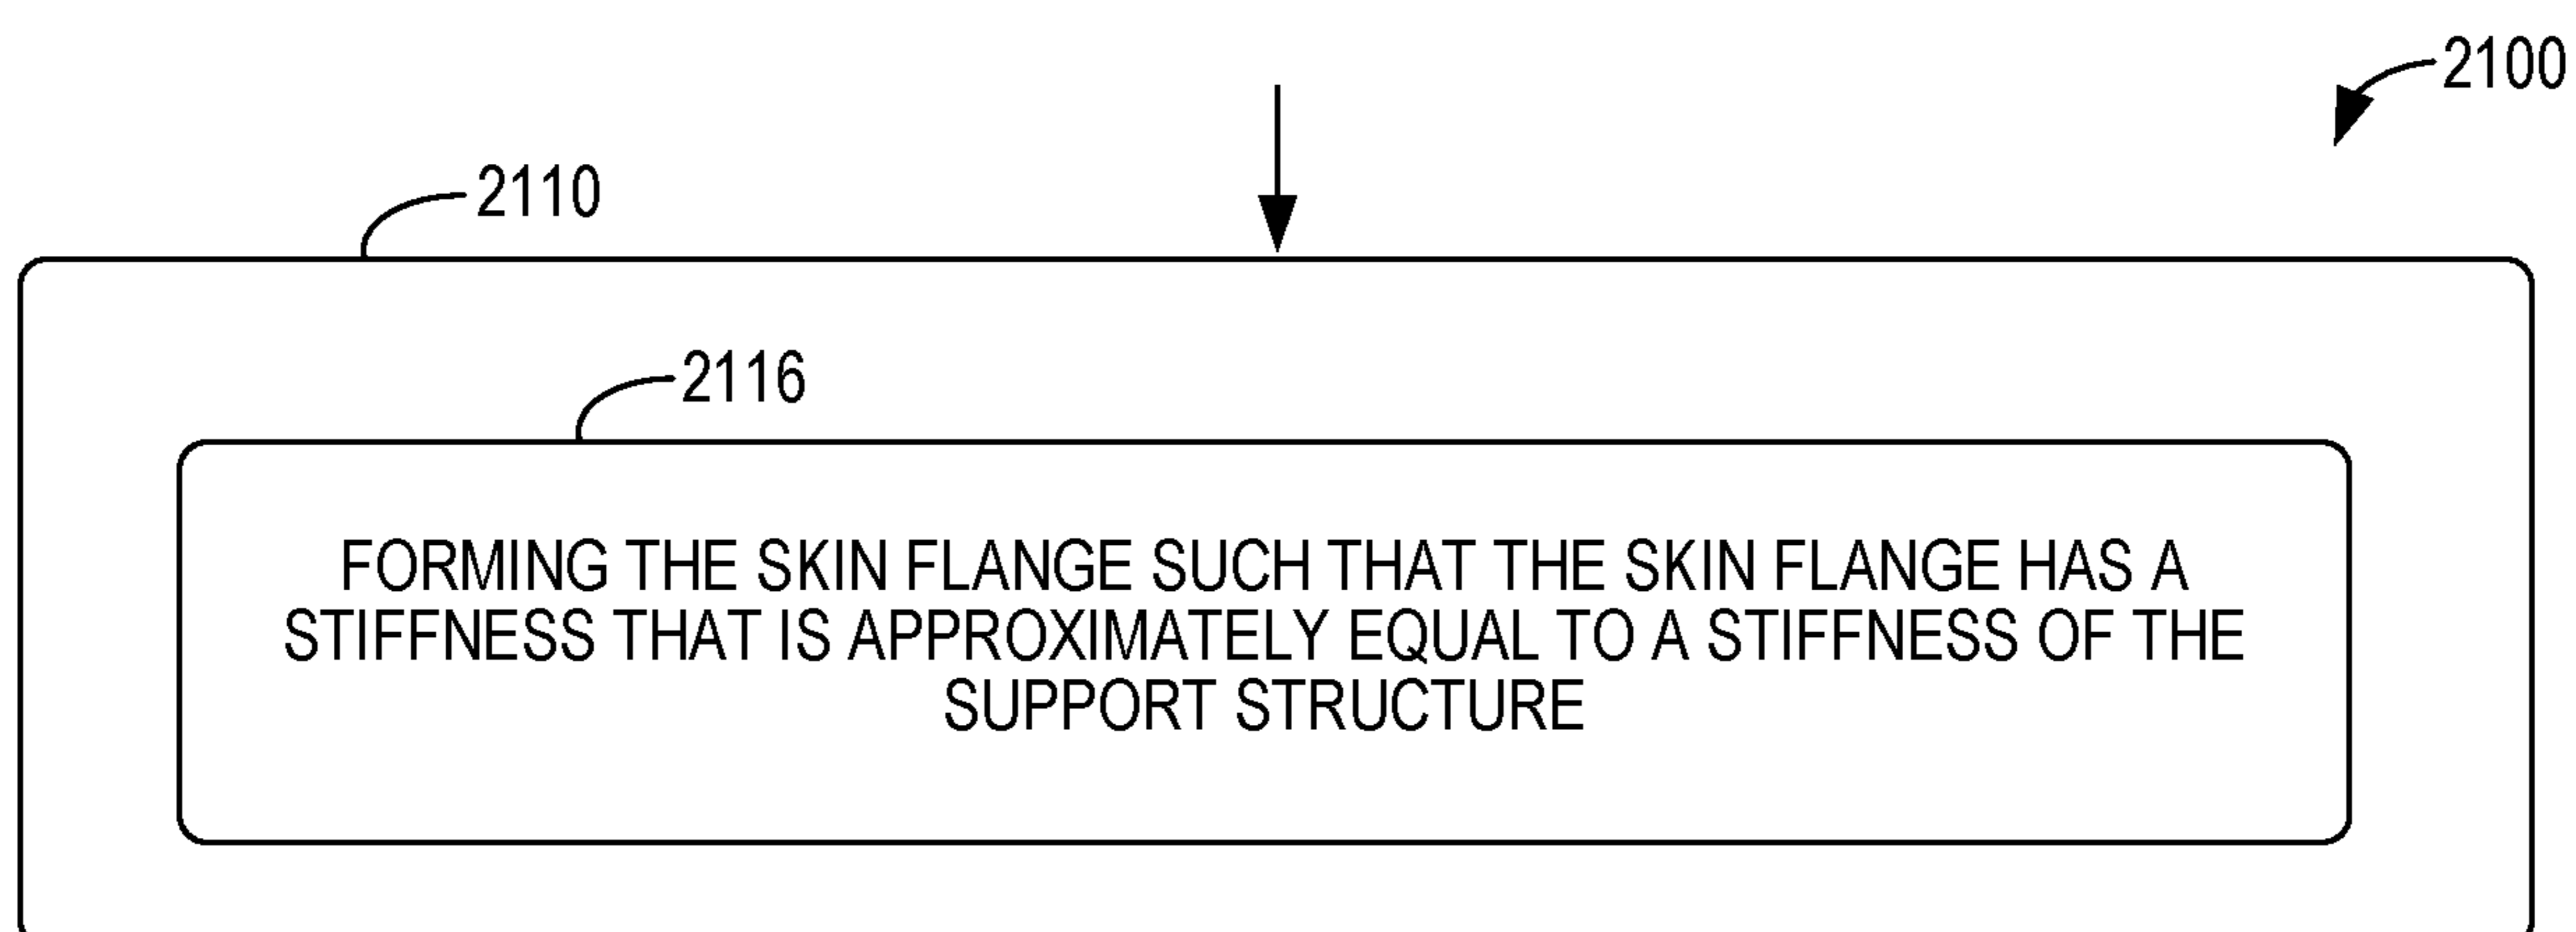 2100
2110
2116
FORMING THE SKIN FLANGE SUCH THAT THE SKIN FLANGE HAS A
STIFFNESS THAT IS APPROXIMATELY EQUAL TO A STIFFNESS OF THE
SUPPORT STRUCTURE